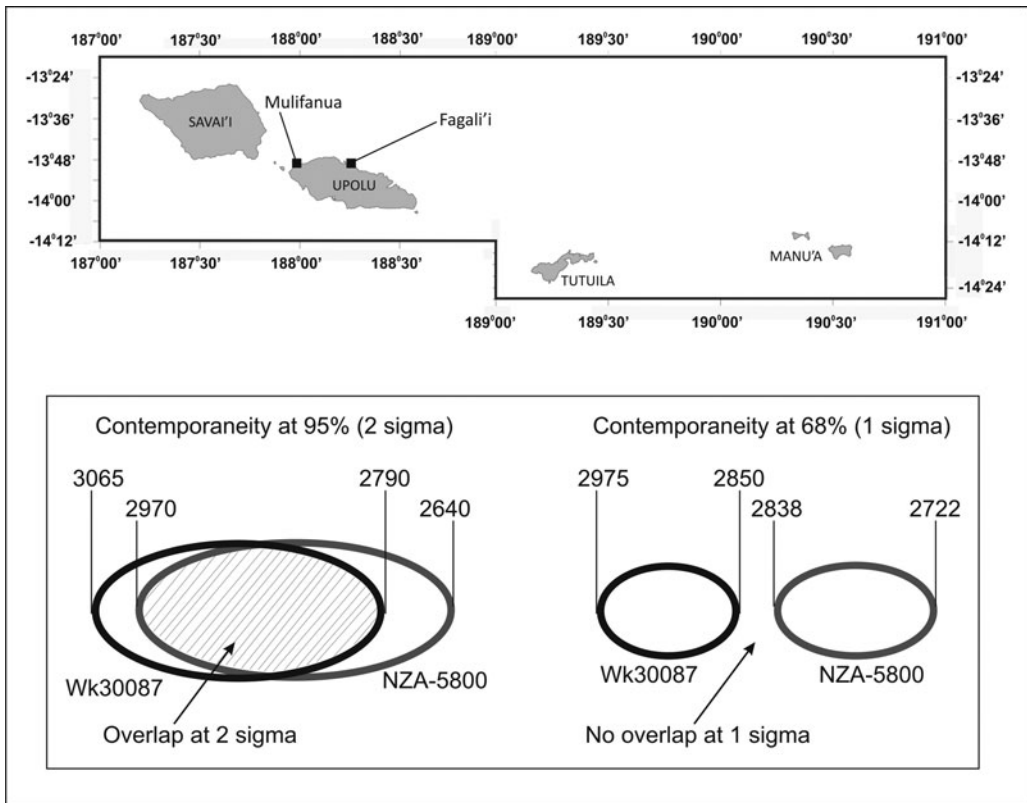 187°00' 187°30' 188°00' 188°30' 189°00' 189°30' 190°00' 190°30' 191°00'
-13°24' -13°24'
Mulifanua
-13°36' SAVAI'I Fagali'i -13°36'
-13°48' -13°48'
UPOLU
-14°00' -14°00'
-14°12' MANU'A -14°12'
187°00' 187°30' 188°00' 188°30' TUTUILA -14°24'
189°00' 189°30' 190°00' 190°30' 191°00'
Contemporaneity at 95% (2 sigma)
3065 2790
2970 2640
Wk30087 NZA-5800
Overlap at 2 sigma
Contemporaneity at 68% (1 sigma)
2975 2850
2838 2722
Wk30087 NZA-5800
No overlap at 1 sigma